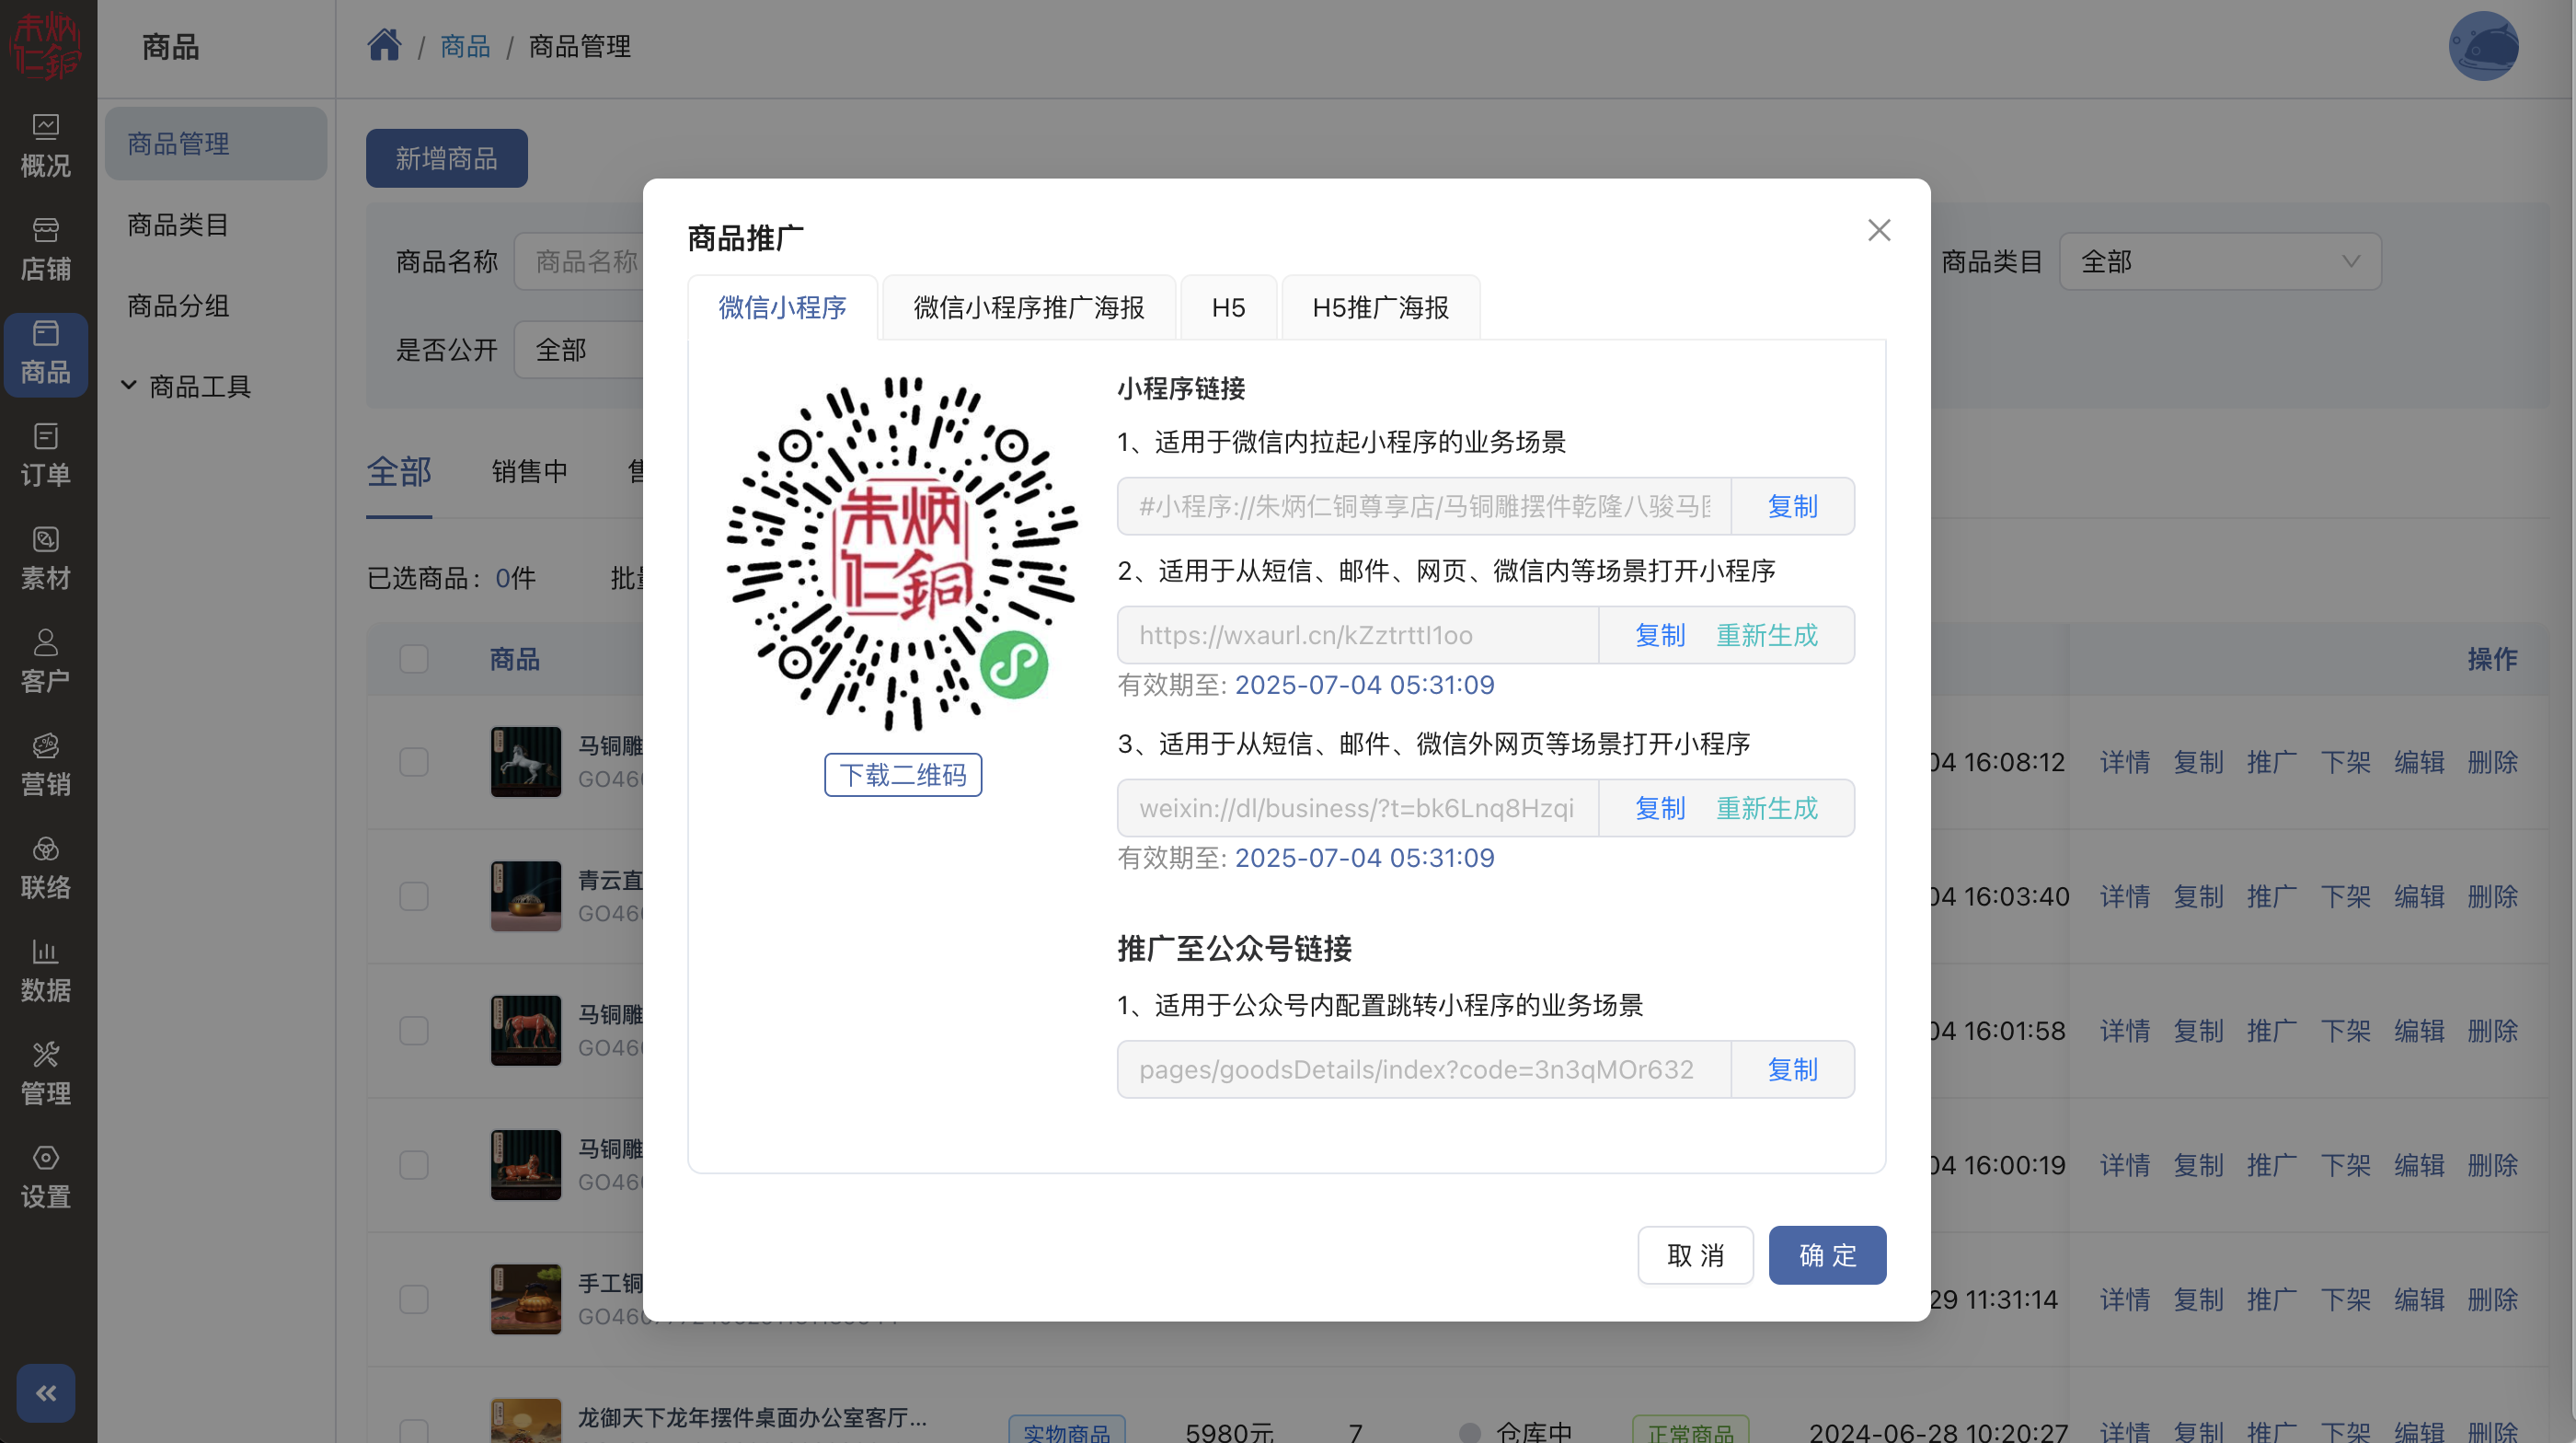 朱炳
仁銅
概况
店铺
商品
订单
素材
客户
营销
联络
数据
管理
设置
商品
商品管理
商品类目
商品分组
商品工具
/ 商品 / 商品管理
新增商品
商品名称 商品名称
商品类目 全部
是否公开 全部
全部 销售中
已选商品: 0件
商品 操作
马铜雕
04 16:08:12 详情 复制 推广 下架 编辑 删除
青云直
04 16:03:40 详情 复制 推广 下架 编辑 删除
马铜雕
04 16:01:58 详情 复制 推广 下架 编辑 删除
马铜雕
04 16:00:19 详情 复制 推广 下架 编辑 删除
手工铜
29 11:31:14 详情 复制 推广 下架 编辑 删除
龙御天下龙年摆件桌面办公室客厅...
实物商品 5980元 7 仓库中 正常商品 2024-06-28 10:20:27 详情 复制 推广 下架 编辑 删除
商品推广
微信小程序 微信小程序推广海报 H5 H5推广海报
朱炳
仁銅
下载二维码
小程序链接
1、适用于微信内拉起小程序的业务场景
#小程序://朱炳仁铜尊享店/马铜雕摆件乾隆八骏马 复制
2、适用于从短信、邮件、网页、微信内等场景打开小程序
https://wxaurl.cn/kZztrttl1oo 复制 重新生成
有效期至: 2025-07-04 05:31:09
3、适用于从短信、邮件、微信外网页等场景打开小程序
weixin://dl/business/?t=bk6Lnq8Hzqi 复制 重新生成
有效期至: 2025-07-04 05:31:09
推广至公众号链接
1、适用于公众号内配置跳转小程序的业务场景
pages/goodsDetails/index?code=3n3qMOr632 复制
取 消 确 定